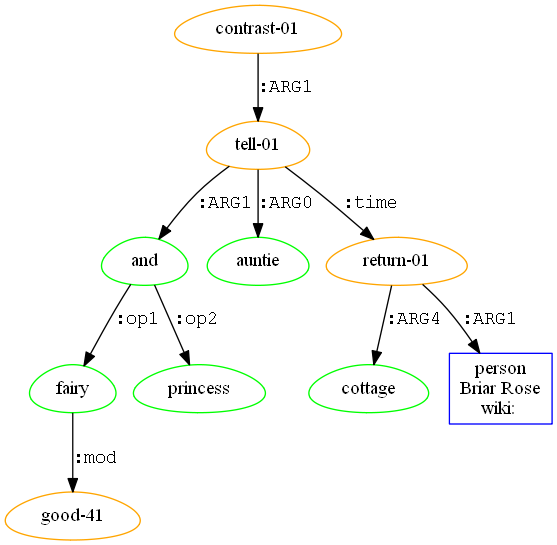 contrast-01
:ARG1
tell-01
:ARG1
:ARG0
:time
and
auntie
return-01
:op1
:op2
:ARG4
:ARG1
fairy
princess
cottage
person
Briar Rose
wiki:
:mod
good-41